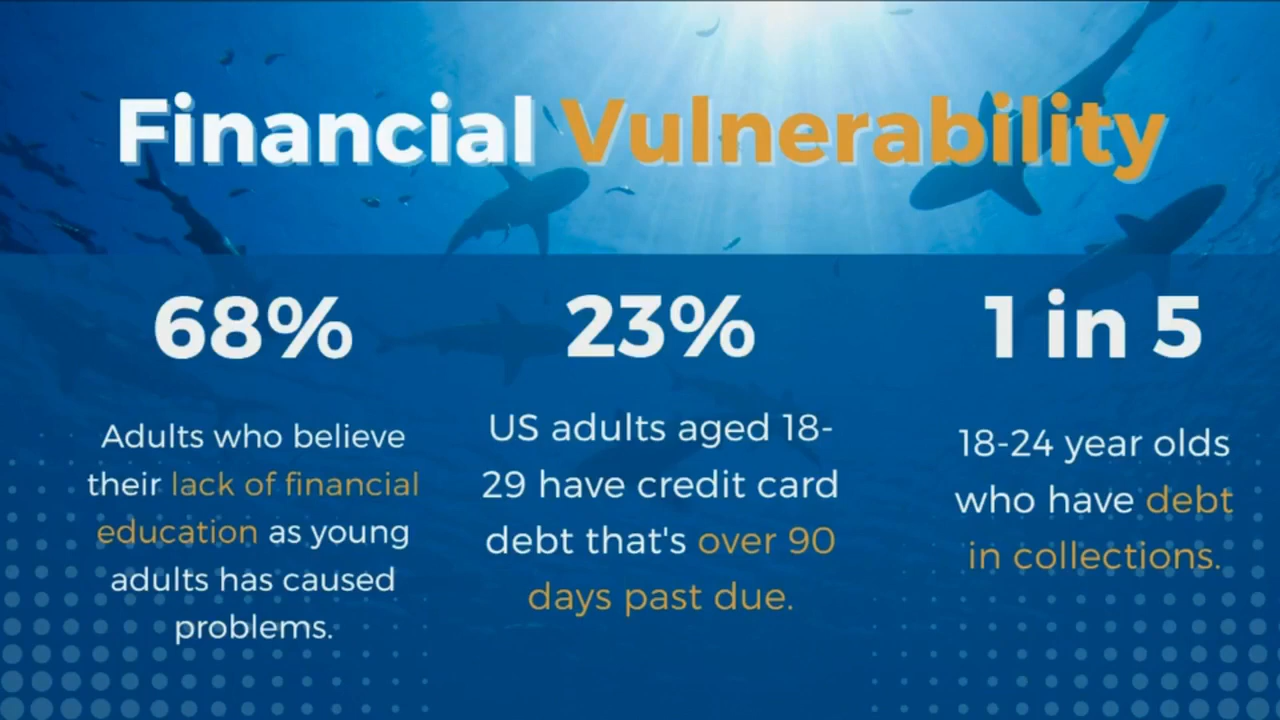 Financial Vulnerability
68%
Adults who believe
their lack of financial
education as young
adults has caused
problems.
23%
US adults aged 18-
29 have credit card
debt that's over 90
days past due.
1 in 5
18-24 year olds
who have debt
in collections.